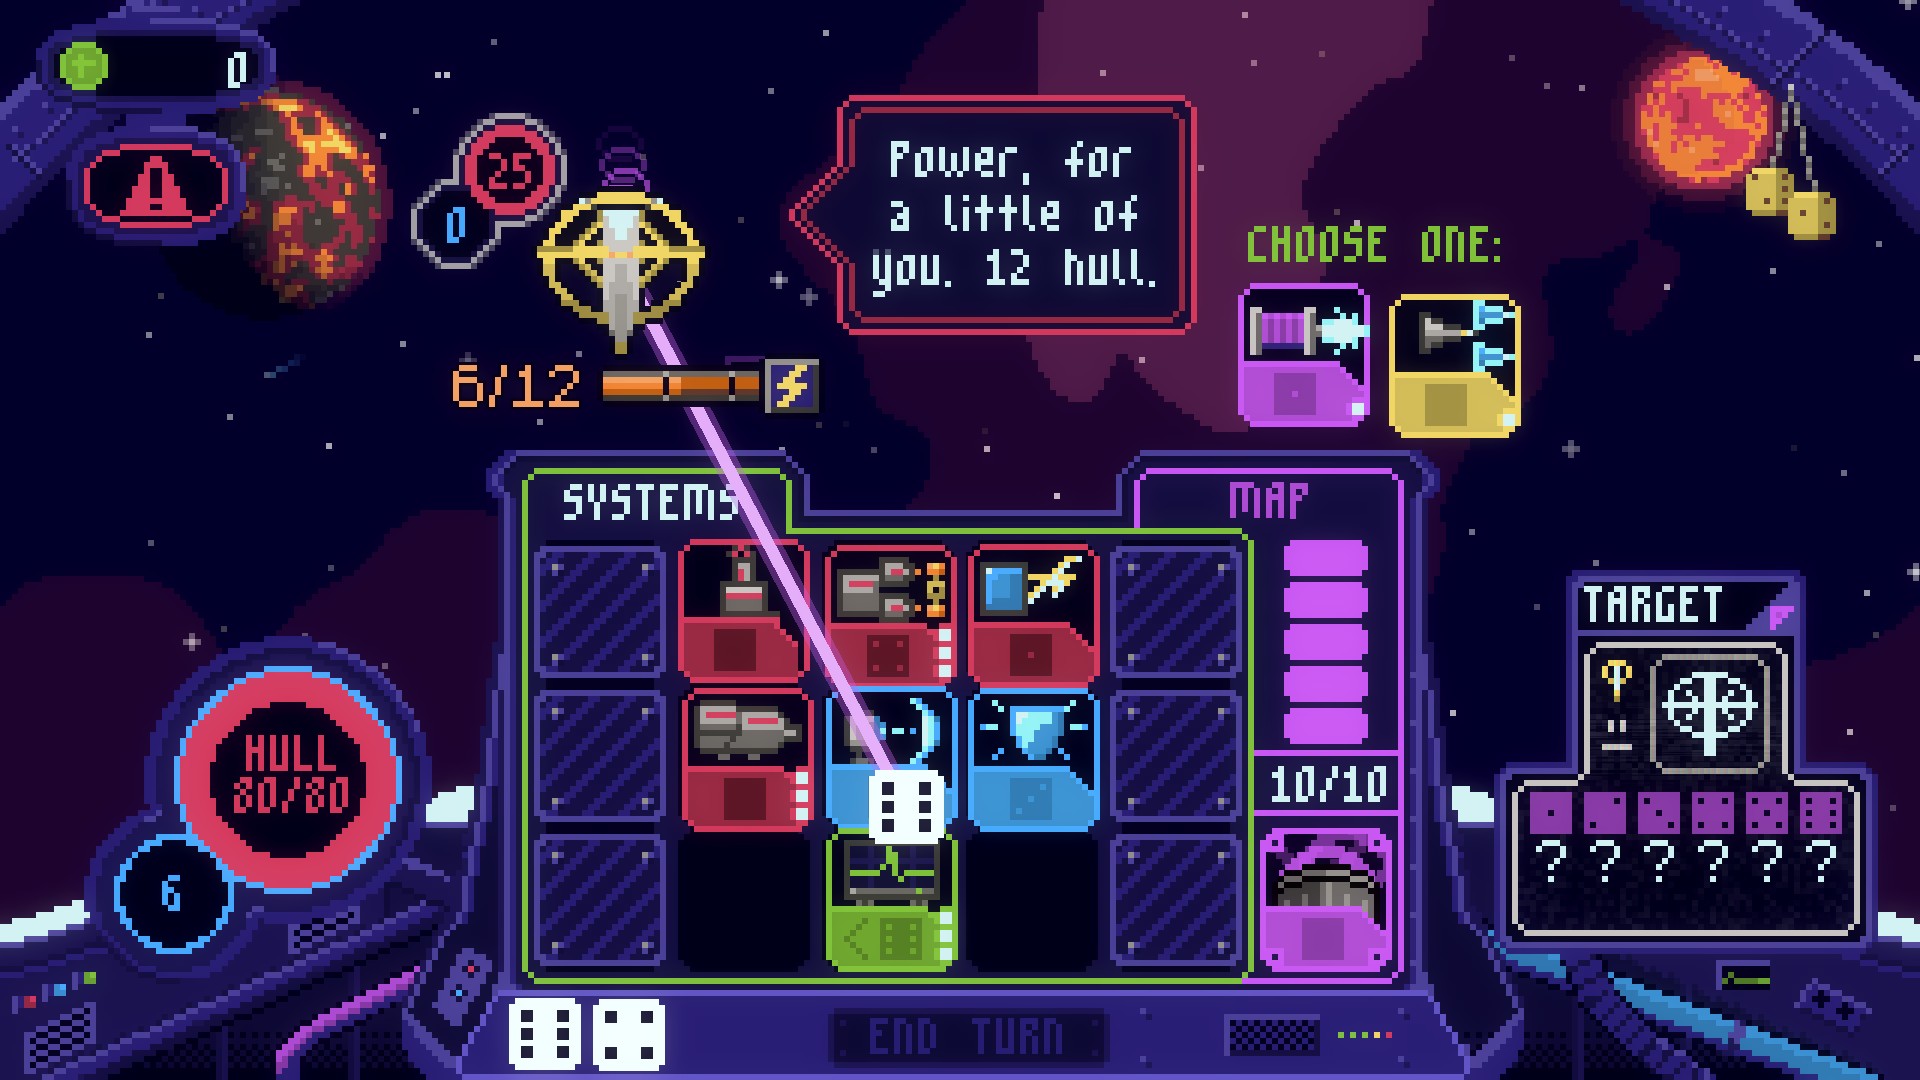 0
25
0
Power, for
a little of
you. 12 hull.
CHOOSE ONE:
6/12
SYSTEMS
MAP
TARGET
HULL
80/80
10/10
6
? ? ? ? ? ?
END TURN